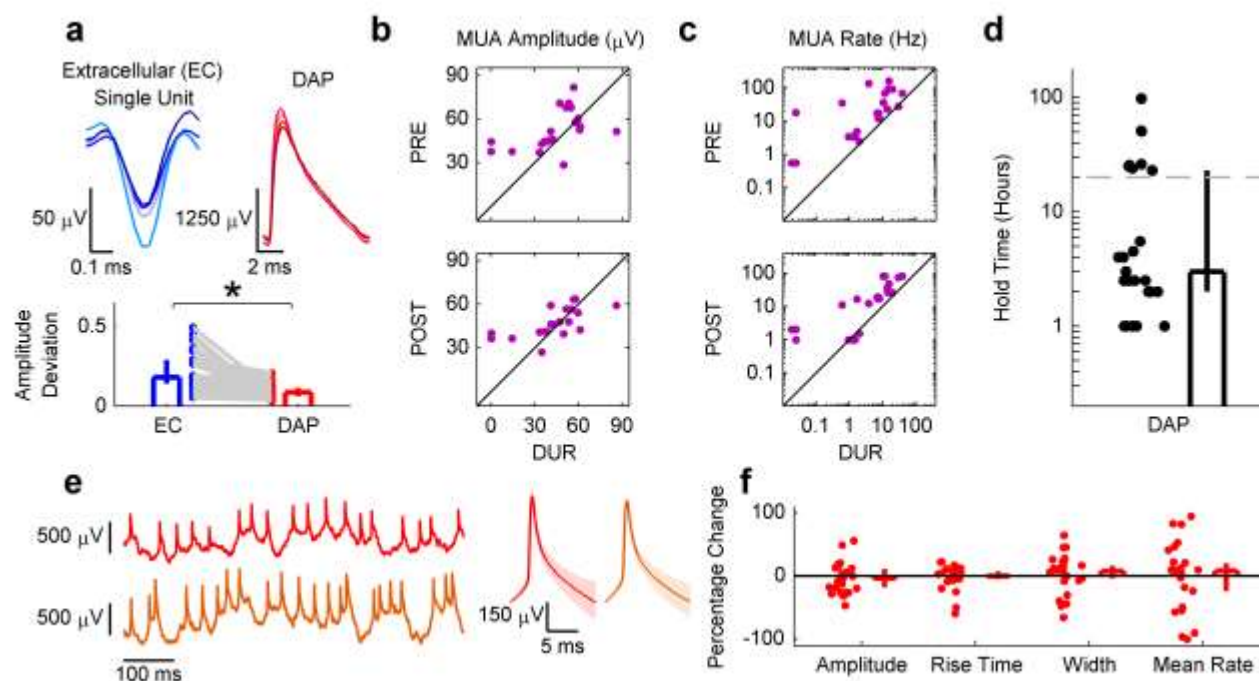 a
Extracellular (EC)
Single Unit
DAP
50 μV
0.1 ms
1250 μV
2 ms
*
Amplitude
Deviation
0.5
0
EC
DAP
b
MUA Amplitude (μV)
PRE
90
60
30
POST
90
60
30
0 30 60 90
DUR
c
MUA Rate (Hz)
PRE
100
10
1
0.1
POST
100
10
1
0.1
0.1 1 10 100
DUR
d
Hold Time (Hours)
100
10
1
DAP
e
500 μV
500 μV
100 ms
150 μV
5 ms
f
Percentage Change
100
0
-100
Amplitude Rise Time Width Mean Rate